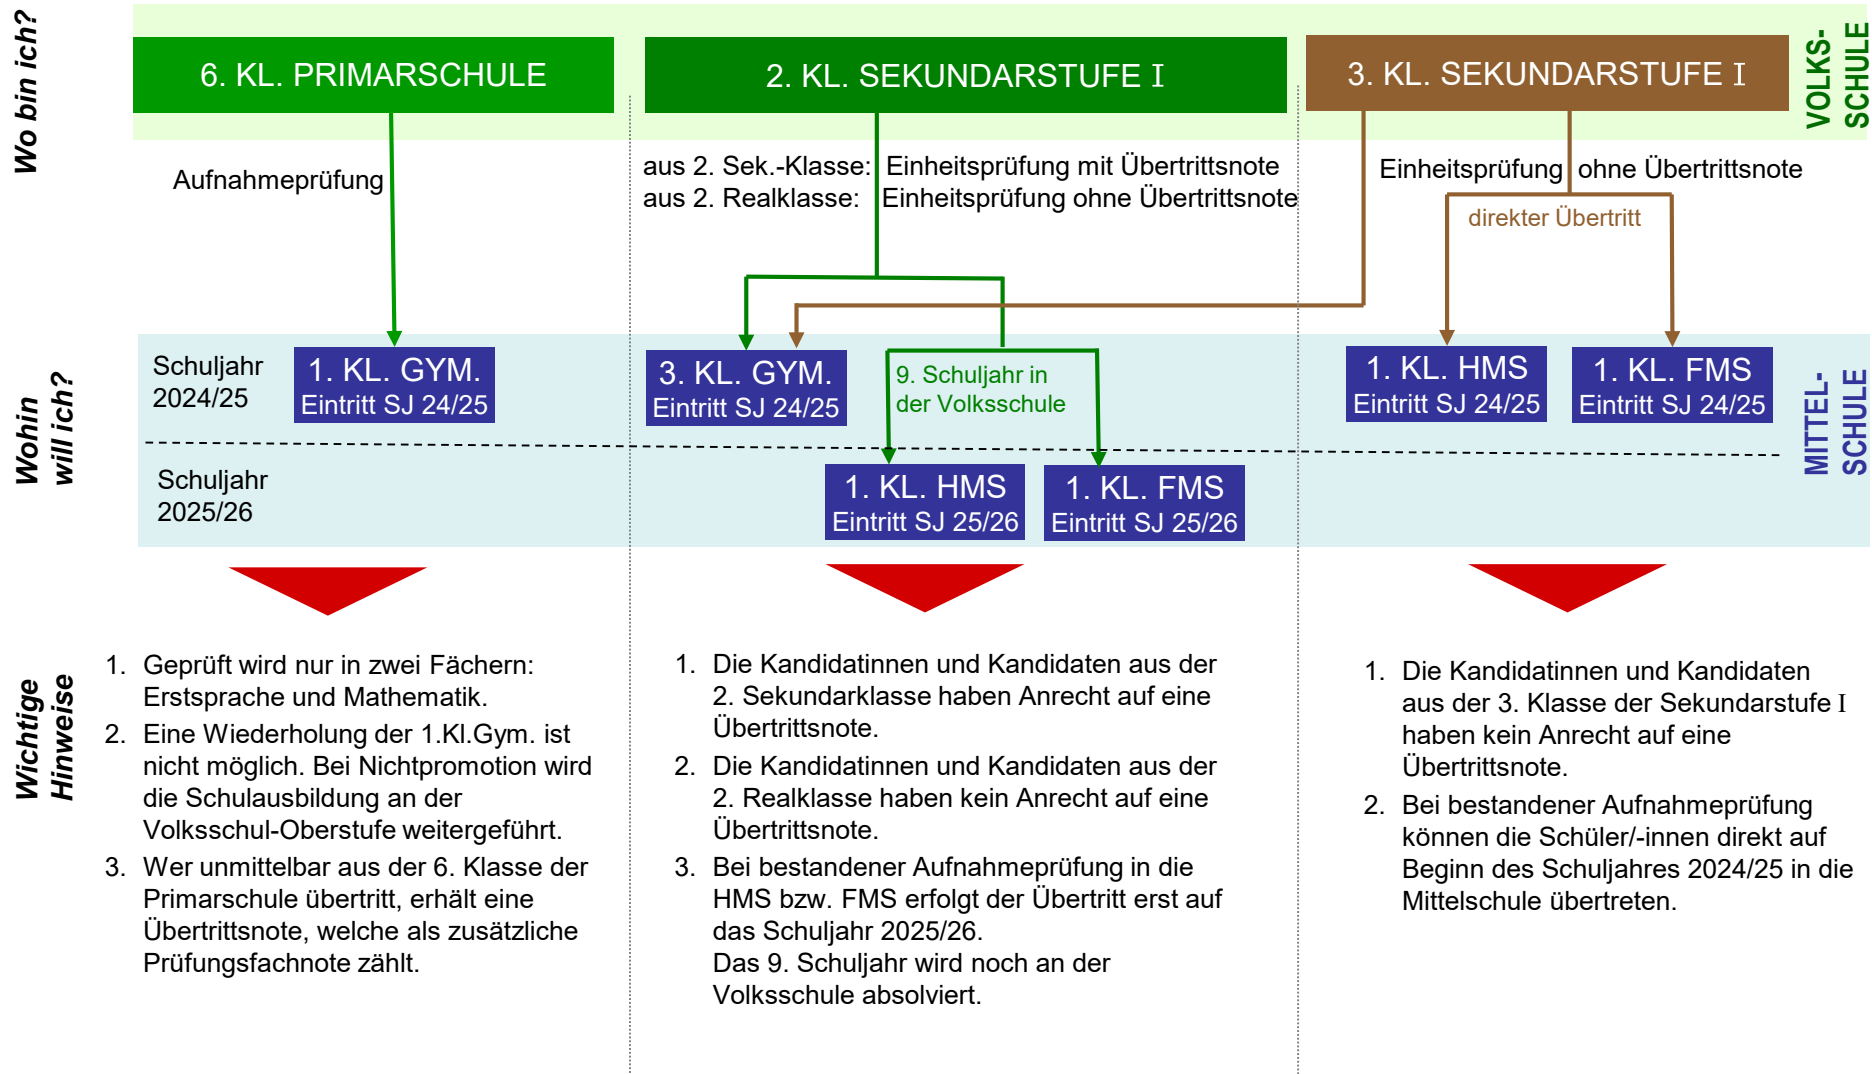 Wo bin ich?
6. KL. PRIMARSCHULE
2. KL. SEKUNDARSTUFE I
3. KL. SEKUNDARSTUFE I
VOLKS-
SCHULE
Aufnahmeprüfung
aus 2. Sek.-Klasse: Einheitsprüfung mit Übertrittsnote
aus 2. Realklasse: Einheitsprüfung ohne Übertrittsnote
Einheitsprüfung ohne Übertrittsnote
direkter Übertritt
Wohin
will ich?
Schuljahr
2024/25
1. KL. GYM.
Eintritt SJ 24/25
3. KL. GYM.
Eintritt SJ 24/25
9. Schuljahr in
der Volksschule
1. KL. HMS
Eintritt SJ 24/25
1. KL. FMS
Eintritt SJ 24/25
MITTEL-
SCHULE
Schuljahr
2025/26
1. KL. HMS
Eintritt SJ 25/26
1. KL. FMS
Eintritt SJ 25/26
Wichtige
Hinweise
1. Geprüft wird nur in zwei Fächern:
Erstsprache und Mathematik.
2. Eine Wiederholung der 1.Kl.Gym. ist
nicht möglich. Bei Nichtpromotion wird
die Schulausbildung an der
Volksschul-Oberstufe weitergeführt.
3. Wer unmittelbar aus der 6. Klasse der
Primarschule übertritt, erhält eine
Übertrittsnote, welche als zusätzliche
Prüfungsfachnote zählt.
1. Die Kandidatinnen und Kandidaten aus der
2. Sekundarklasse haben Anrecht auf eine
Übertrittsnote.
2. Die Kandidatinnen und Kandidaten aus der
2. Realklasse haben kein Anrecht auf eine
Übertrittsnote.
3. Bei bestandener Aufnahmeprüfung in die
HMS bzw. FMS erfolgt der Übertritt erst auf
das Schuljahr 2025/26.
Das 9. Schuljahr wird noch an der
Volksschule absolviert.
1. Die Kandidatinnen und Kandidaten
aus der 3. Klasse der Sekundarstufe I
haben kein Anrecht auf eine
Übertrittsnote.
2. Bei bestandener Aufnahmeprüfung
können die Schüler/-innen direkt auf
Beginn des Schuljahres 2024/25 in die
Mittelschule übertreten.